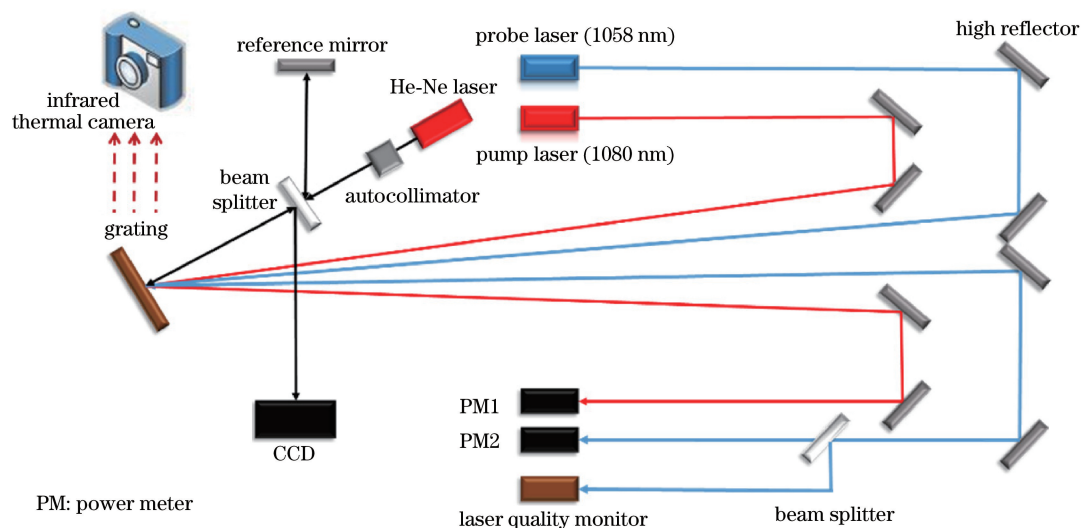 reference mirror
probe laser (1058 nm)
high reflector
He-Ne laser
infrared
thermal camera
pump laser (1080 nm)
beam
splitter
autocollimator
grating
PM1
PM2
CCD
PM: power meter
laser quality monitor
beam splitter